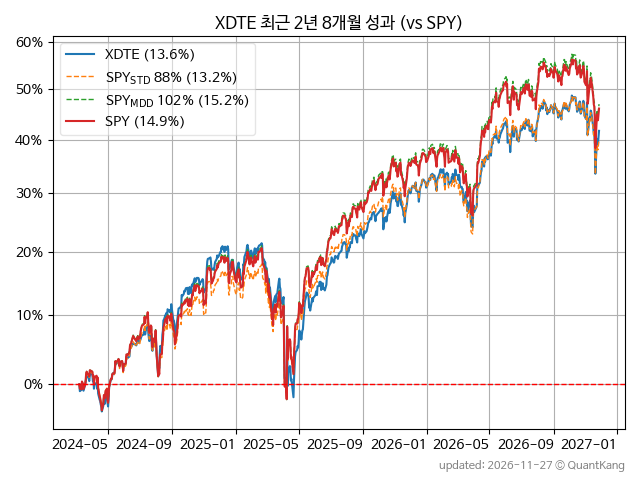 XDTE 최근 2년 8개월 성과 (vs SPY)
60%
50%
40%
30%
20%
10%
0%
XDTE (13.6%)
SPY_STD 88% (13.2%)
SPY_MDD 102% (15.2%)
SPY (14.9%)
2024-05 2024-09 2025-01 2025-05 2025-09 2026-01 2026-05 2026-09 2027-01
updated: 2026-11-27 © QuantKang